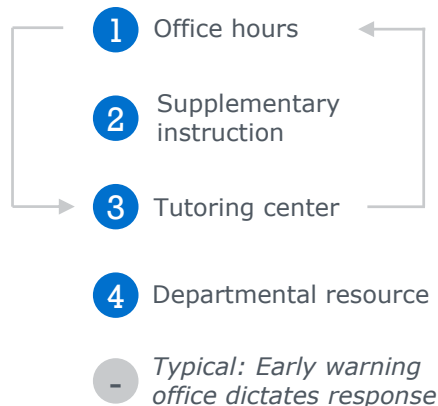 1 Office hours
2 Supplementary
instruction
3 Tutoring center
4 Departmental resource
- Typical: Early warning
office dictates response